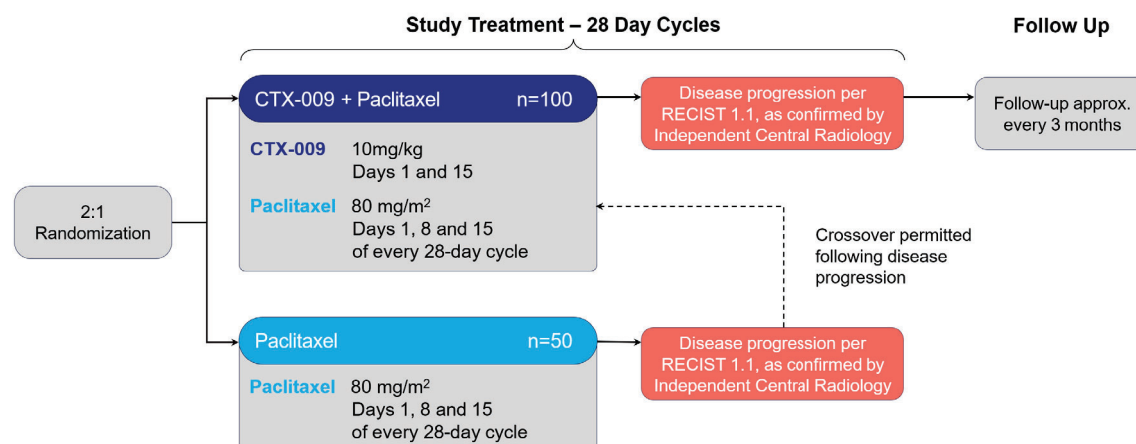 Study Treatment – 28 Day Cycles
Follow Up
CTX-009 + Paclitaxel n=100
CTX-009 10mg/kg
Days 1 and 15
Paclitaxel 80 mg/m²
Days 1, 8 and 15
of every 28-day cycle
Disease progression per
RECIST 1.1, as confirmed by
Independent Central Radiology
Follow-up approx.
every 3 months
2:1
Randomization
Crossover permitted
following disease
progression
Paclitaxel n=50
Paclitaxel 80 mg/m²
Days 1, 8 and 15
of every 28-day cycle
Disease progression per
RECIST 1.1, as confirmed by
Independent Central Radiology